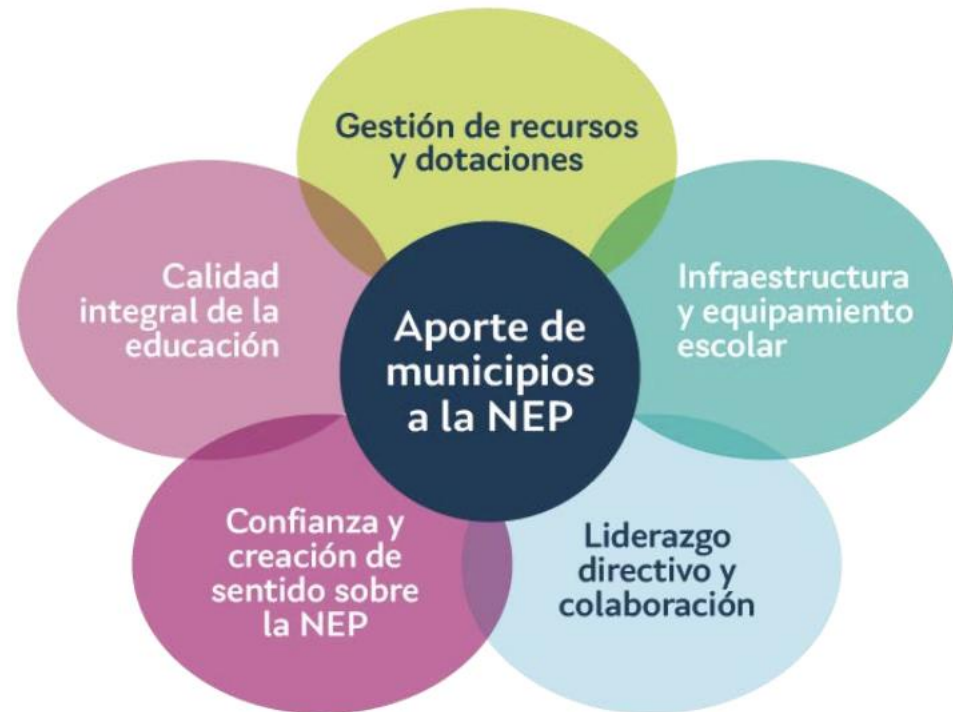 Gestión de recursos
y dotaciones
Calidad
integral de la
educación
Infraestructura
y equipamiento
escolar
Aporte de
municipios
a la NEP
Confianza y
creación de
sentido sobre
la NEP
Liderazgo
directivo y
colaboración